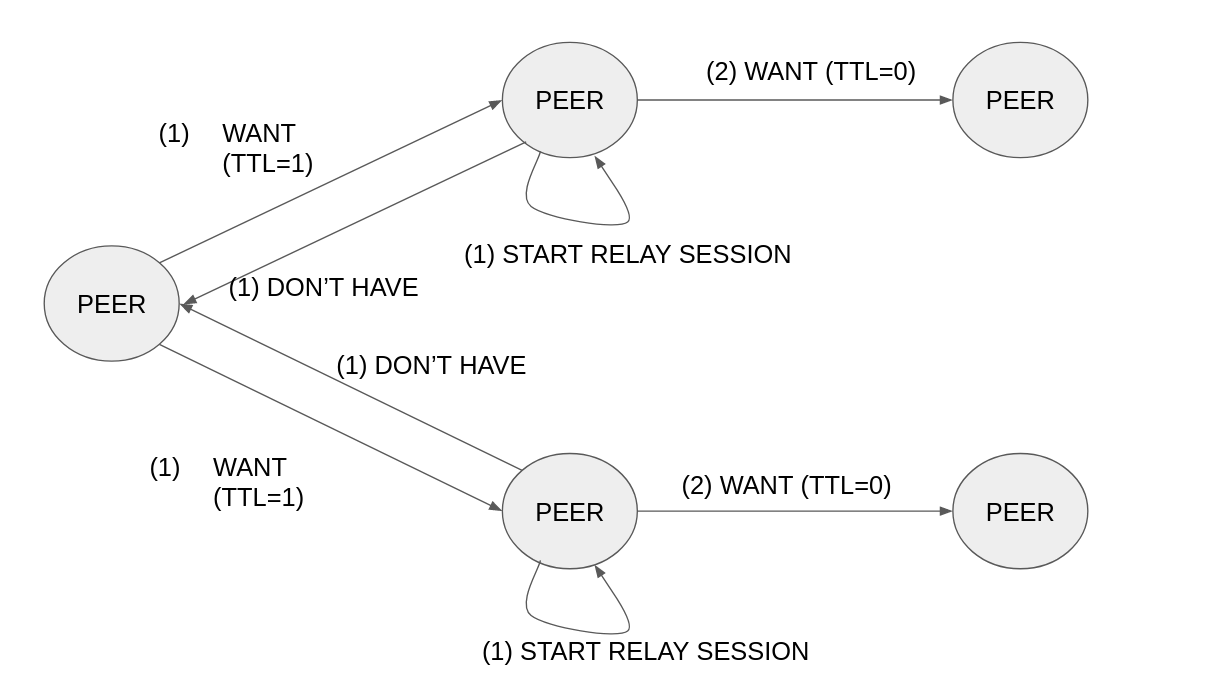 (2) WANT (TTL=0)
PEER
PEER
(1) WANT
(TTL=1)
(1) START RELAY SESSION
(1) DON’T HAVE
PEER
(1) DON’T HAVE
(1) WANT
(TTL=1)
(2) WANT (TTL=0)
PEER
PEER
(1) START RELAY SESSION